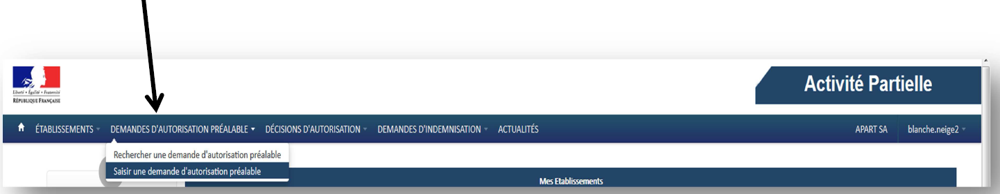 Liberté • Égalité • Fraternité
RÉPUBLIQUE FRANÇAISE
Activité Partielle
ÉTABLISSEMENTS DEMANDES D'AUTORISATION PRÉALABLE DÉCISIONS D'AUTORISATION DEMANDES D'INDEMNISATION ACTUALITÉS APART SA blanche.neige2
Rechercher une demande d'autorisation préalable
Saisir une demande d'autorisation préalable
Mes Etablissements